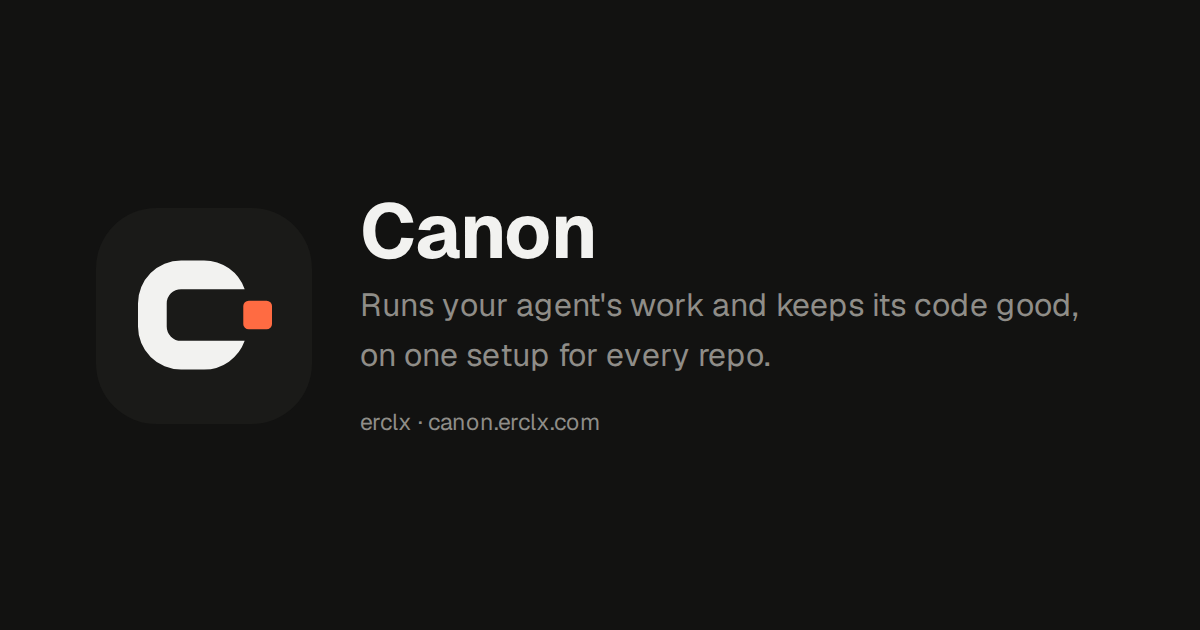 Canon
Runs your agent's work and keeps its code good,
on one setup for every repo.
erclx · canon.erclx.com